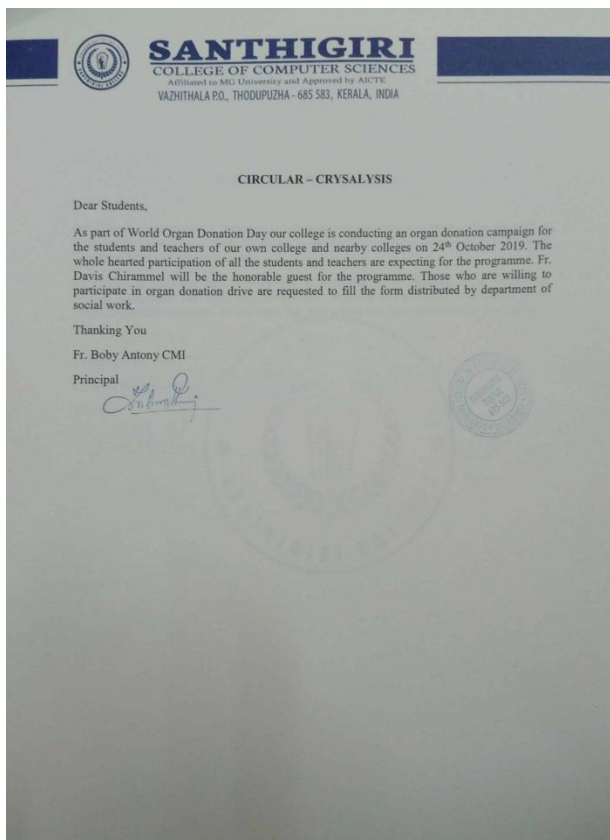 SANTHIGIRI
COLLEGE OF COMPUTER SCIENCES
Affiliated to MG University and Approved by AICTE
VAZHITHALA P.O., THODUPUZHA - 685 583, KERALA, INDIA
CIRCULAR – CRYSALYSIS
Dear Students,
As part of World Organ Donation Day our college is conducting an organ donation campaign for
the students and teachers of our own college and nearby colleges on 24th October 2019. The
whole hearted participation of all the students and teachers are expecting for the programme. Fr.
Davis Chirammel will be the honorable guest for the programme. Those who are willing to
participate in organ donation drive are requested to fill the form distributed by department of
social work.
Thanking You
Fr. Boby Antony CMI
Principal
SANTHIGIRI COLLEGE